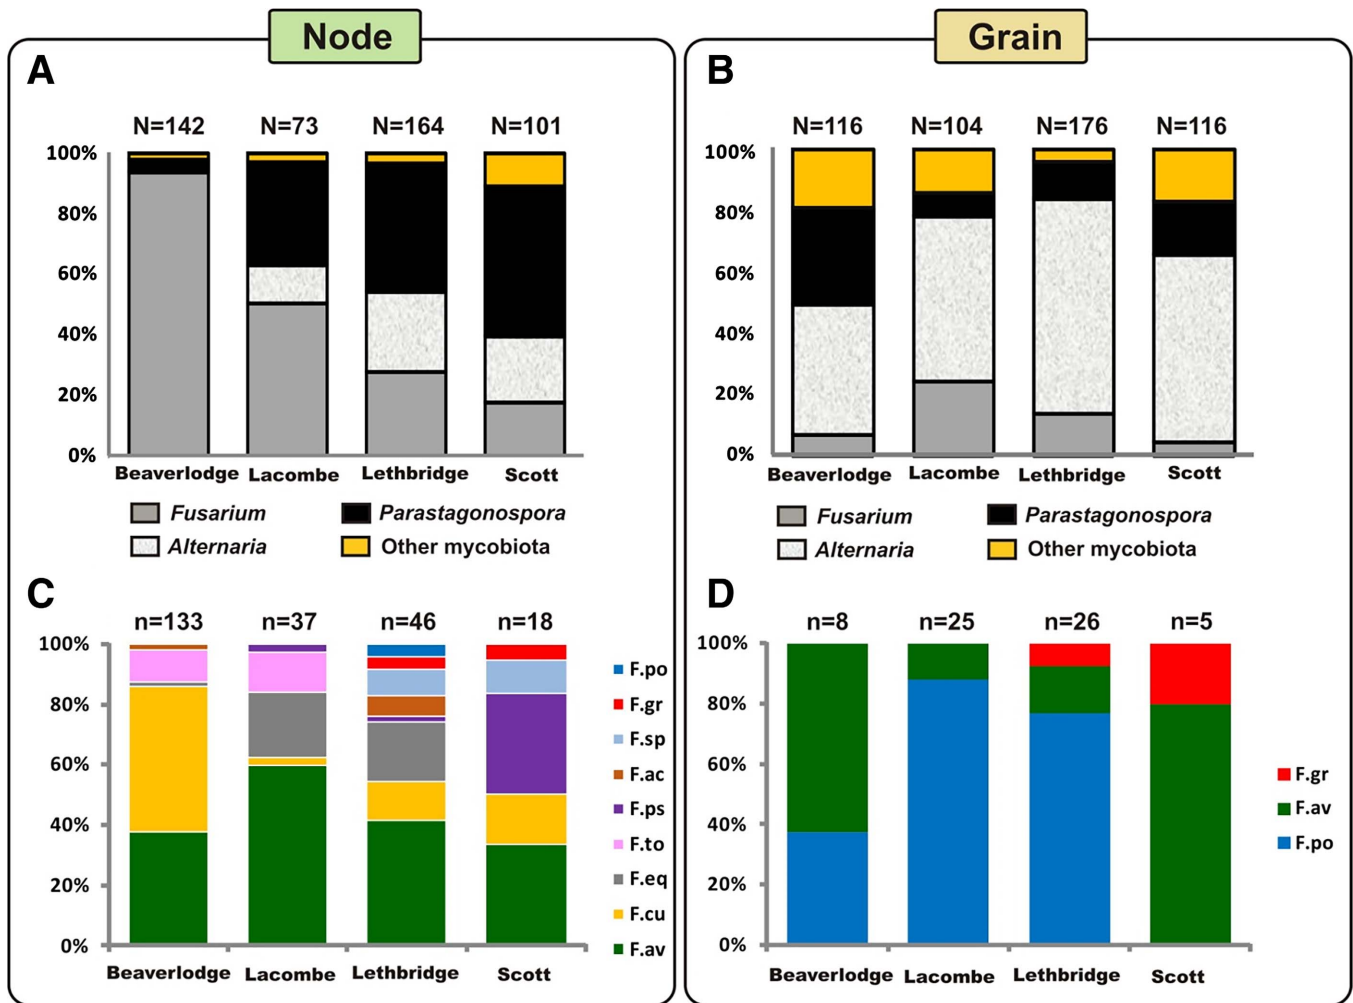 Node
Grain
A
N=142 N=73 N=164 N=101
100%
80%
60%
40%
20%
0%
Beaverlodge Lacombe Lethbridge Scott
Fusarium Parastagonospora
Alternaria Other mycobiota
B
N=116 N=104 N=176 N=116
100%
80%
60%
40%
20%
0%
Beaverlodge Lacombe Lethbridge Scott
Fusarium Parastagonospora
Alternaria Other mycobiota
C
n=133 n=37 n=46 n=18
100%
80%
60%
40%
20%
0%
Beaverlodge Lacombe Lethbridge Scott
F.po
F.gr
F.sp
F.ac
F.ps
F.to
F.eq
F.cu
F.av
D
n=8 n=25 n=26 n=5
100%
80%
60%
40%
20%
0%
Beaverlodge Lacombe Lethbridge Scott
F.gr
F.av
F.po